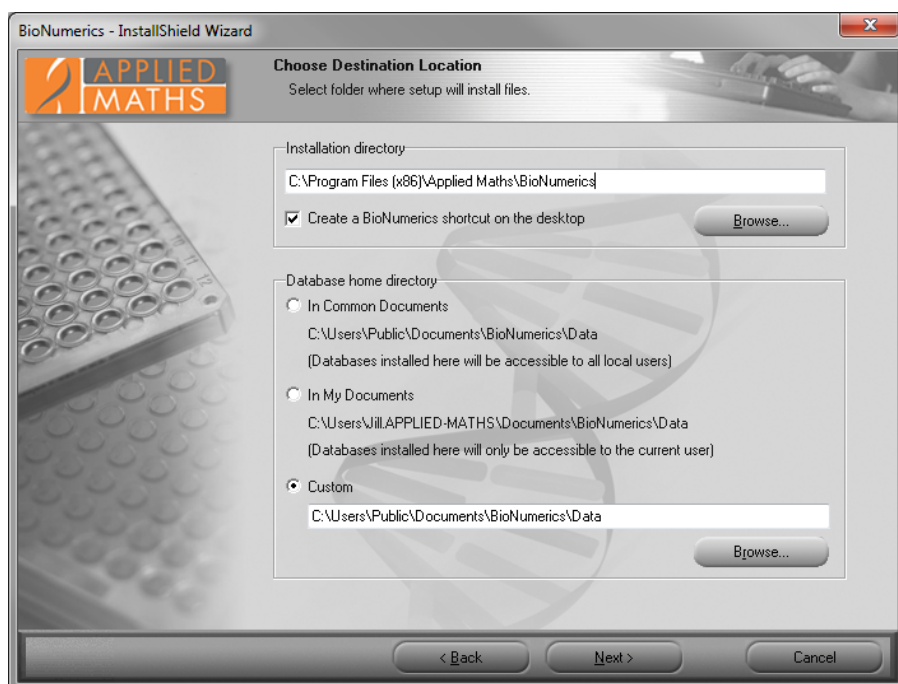 BioNumerics - InstallShield Wizard
APPLIED
MATHS
Choose Destination Location
Select folder where setup will install files.
Installation directory
C:\Program Files (x86)\Applied Maths\BioNumerics
Create a BioNumerics shortcut on the desktop
Browse...
Database home directory
In Common Documents
C:\Users\Public\Documents\BioNumerics\Data
(Databases installed here will be accessible to all local users)
In My Documents
C:\Users\Jill.APPLIED-MATHS\Documents\BioNumerics\Data
(Databases installed here will only be accessible to the current user)
Custom
C:\Users\Public\Documents\BioNumerics\Data
Browse...
< Back
Next >
Cancel